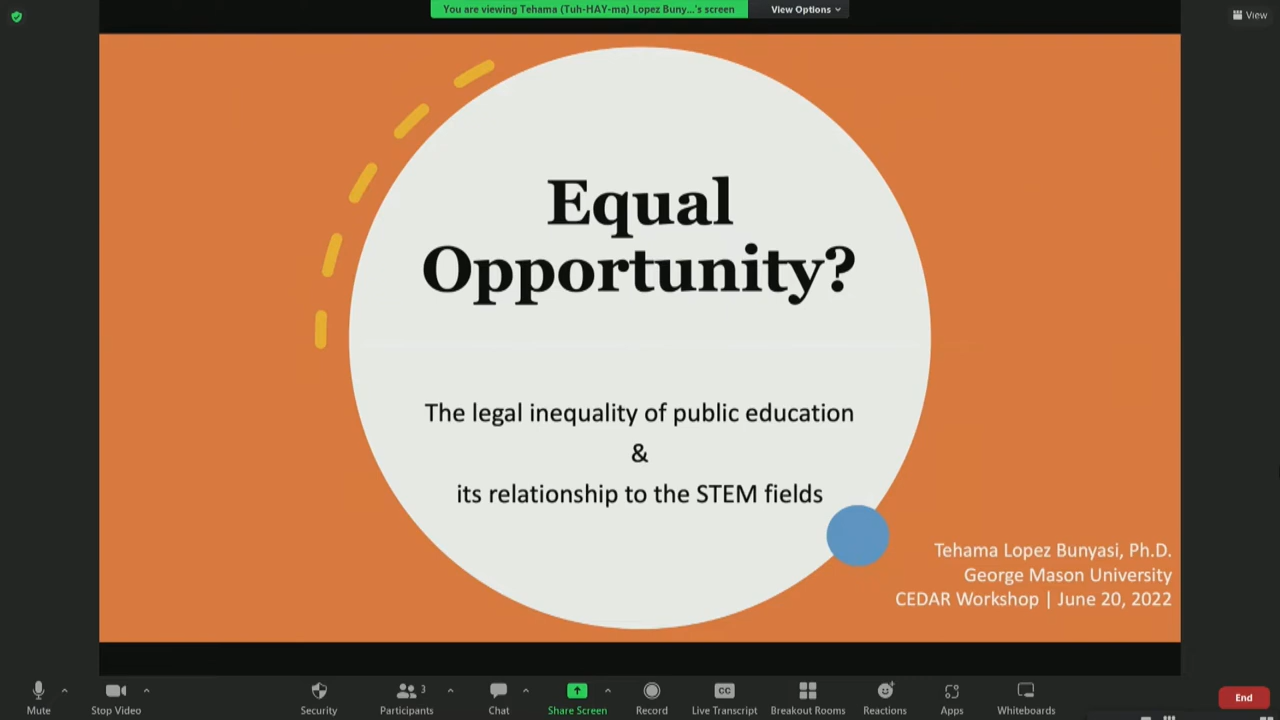 You are viewing Tehama (Tuh-HAY-ma) Lopez Buny...'s screen
View Options
View
Equal
Opportunity?
The legal inequality of public education
&
its relationship to the STEM fields
Tehama Lopez Bunyasi, Ph.D.
George Mason University
CEDAR Workshop | June 20, 2022
3
CC
Mute
Stop Video
Security
Participants
Chat
Share Screen
Record
Live Transcript
Breakout Rooms
Reactions
Apps
Whiteboards
End